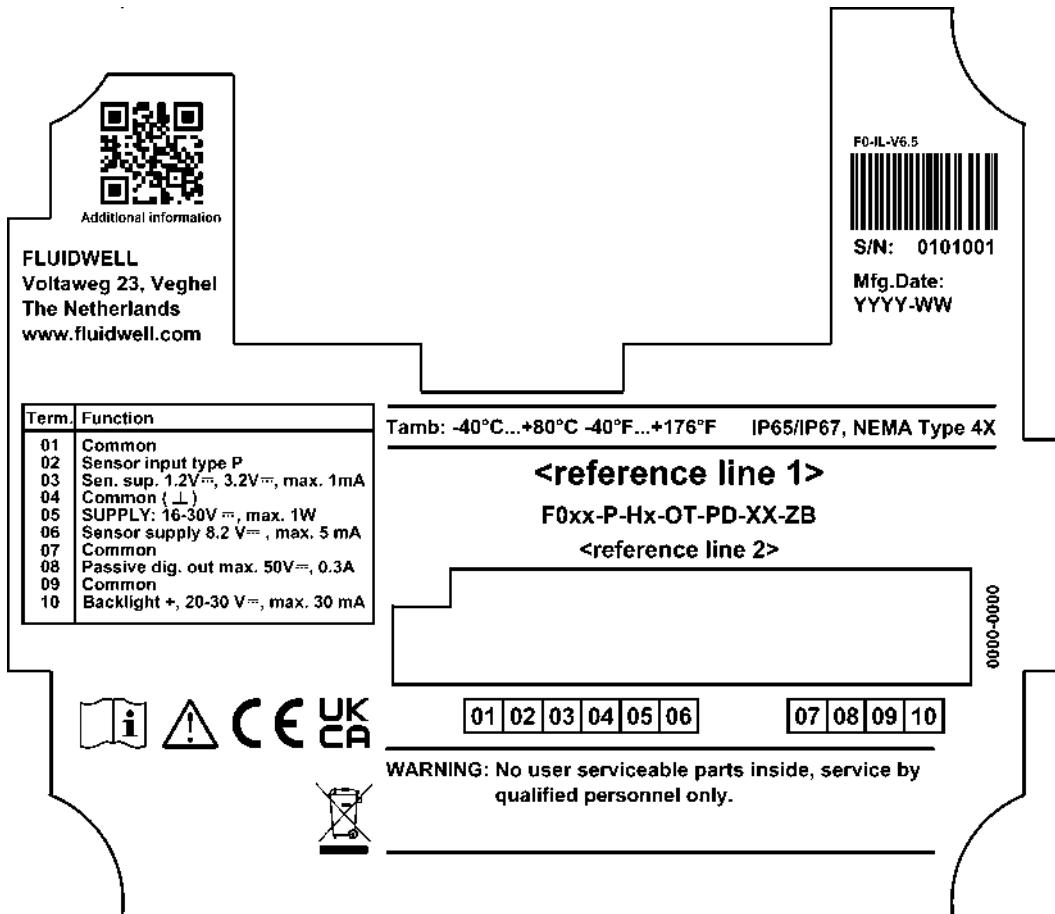 Additional information
FLUIDWELL
Voltaweg 23, Veghel
The Netherlands
www.fluidwell.com
F0-IL-V6.5
S/N: 0101001
Mfg.Date:
YYYY-WW
Term. Function
01 Common
02 Sensor input type P
03 Sen. sup. 1.2V⎓, 3.2V⎓, max. 1mA
04 Common ( ⊥ )
05 SUPPLY: 16-30V ⎓, max. 1W
06 Sensor supply 8.2 V⎓ , max. 5 mA
07 Common
08 Passive dig. out max. 50V⎓, 0.3A
09 Common
10 Backlight +, 20-30 V⎓, max. 30 mA
Tamb: -40°C...+80°C -40°F...+176°F IP65/IP67, NEMA Type 4X
<reference line 1>
F0xx-P-Hx-OT-PD-XX-ZB
<reference line 2>
0000-0000
01 02 03 04 05 06 07 08 09 10
CE UK
CA
WARNING: No user serviceable parts inside, service by
qualified personnel only.